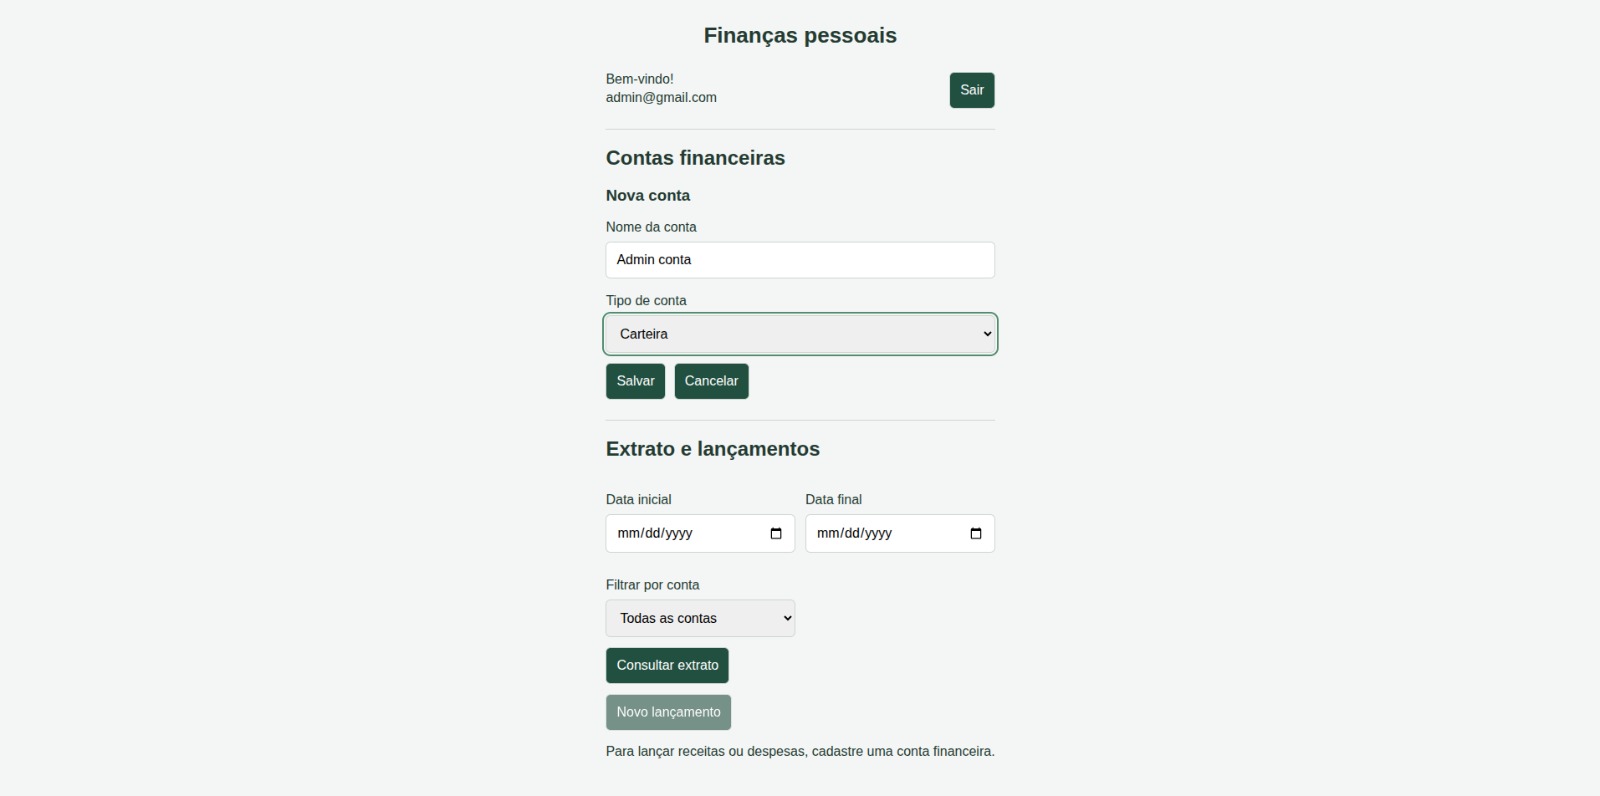 Finanças pessoais
Bem-vindo!
admin@gmail.com
Sair
Contas financeiras
Nova conta
Nome da conta
Admin conta
Tipo de conta
Carteira
Salvar
Cancelar
Extrato e lançamentos
Data inicial
Data final
mm/dd/yyyy
mm/dd/yyyy
Filtrar por conta
Todas as contas
Consultar extrato
Novo lançamento
Para lançar receitas ou despesas, cadastre uma conta financeira.